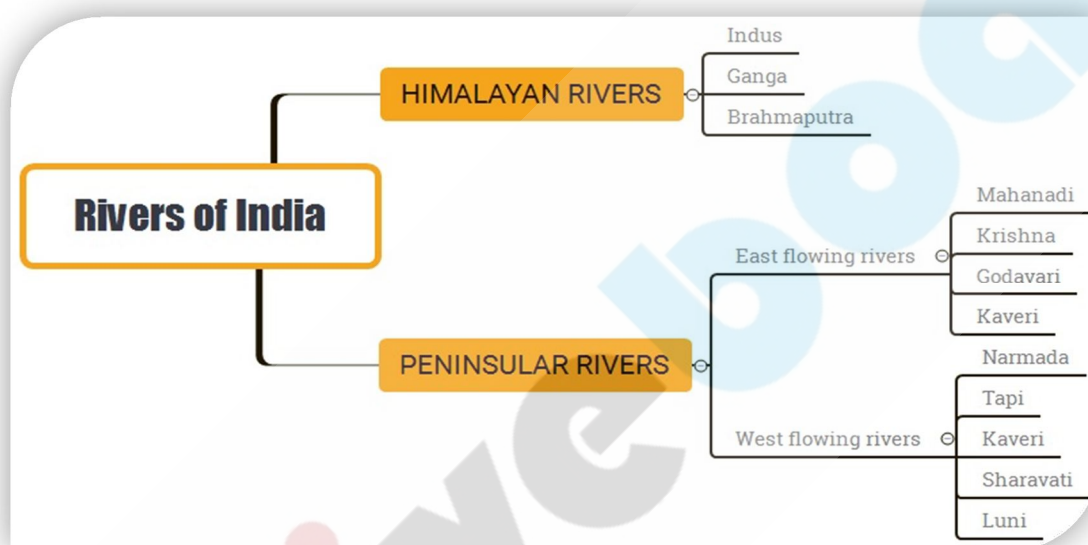 Rivers of India
HIMALAYAN RIVERS
Indus
Ganga
Brahmaputra
PENINSULAR RIVERS
East flowing rivers
Mahanadi
Krishna
Godavari
Kaveri
West flowing rivers
Narmada
Tapi
Kaveri
Sharavati
Luni